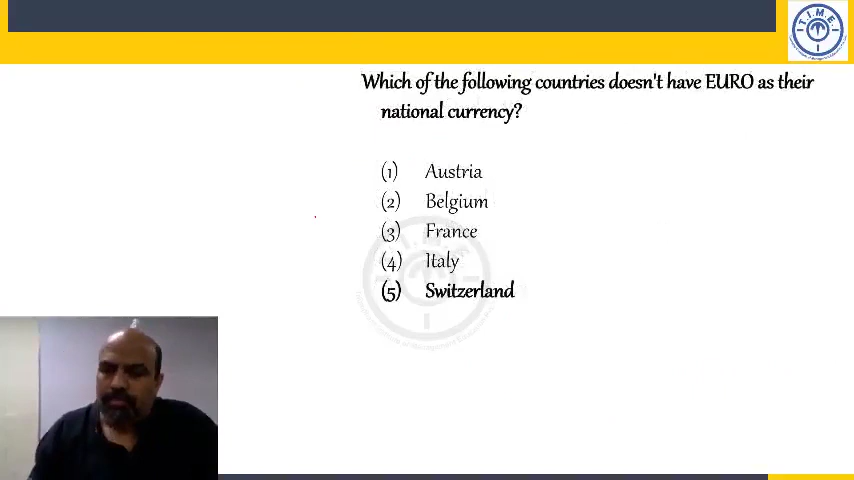 T.I.M.E.
Which of the following countries doesn't have EURO as their
national currency?
(1) Austria
(2) Belgium
(3) France
(4) Italy
(5) Switzerland